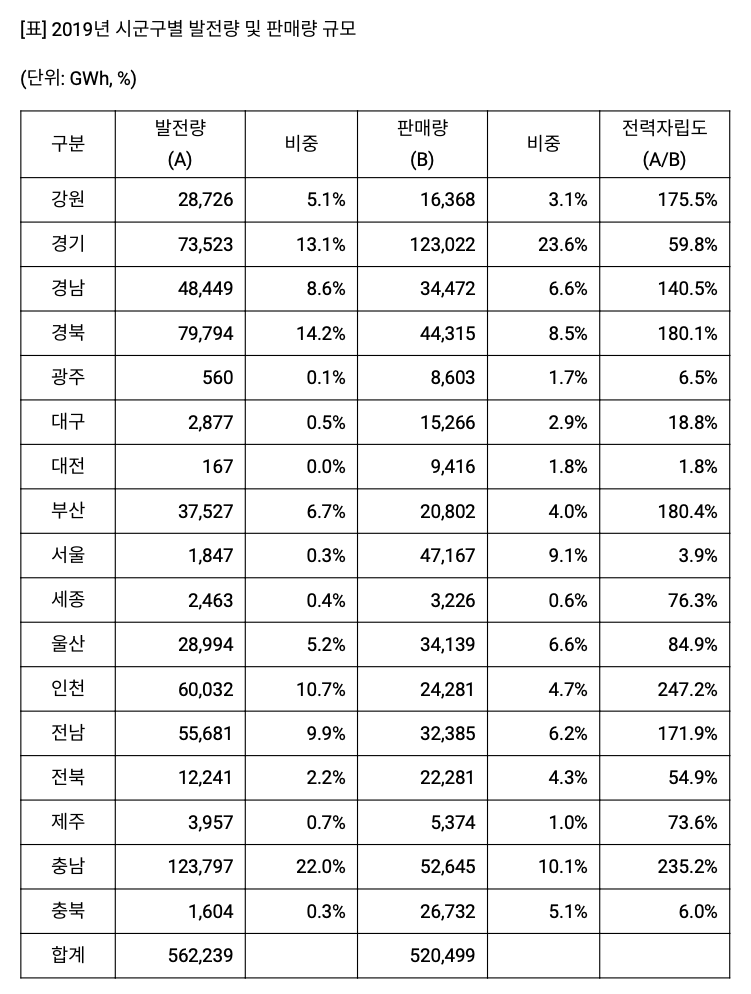 [표] 2019년 시군구별 발전량 및 판매량 규모
(단위: GWh, %)
구분 발전량 (A) 비중 판매량 (B) 비중 전력자립도 (A/B)
강원 28,726 5.1% 16,368 3.1% 175.5%
경기 73,523 13.1% 123,022 23.6% 59.8%
경남 48,449 8.6% 34,472 6.6% 140.5%
경북 79,794 14.2% 44,315 8.5% 180.1%
광주 560 0.1% 8,603 1.7% 6.5%
대구 2,877 0.5% 15,266 2.9% 18.8%
대전 167 0.0% 9,416 1.8% 1.8%
부산 37,527 6.7% 20,802 4.0% 180.4%
서울 1,847 0.3% 47,167 9.1% 3.9%
세종 2,463 0.4% 3,226 0.6% 76.3%
울산 28,994 5.2% 34,139 6.6% 84.9%
인천 60,032 10.7% 24,281 4.7% 247.2%
전남 55,681 9.9% 32,385 6.2% 171.9%
전북 12,241 2.2% 22,281 4.3% 54.9%
제주 3,957 0.7% 5,374 1.0% 73.6%
충남 123,797 22.0% 52,645 10.1% 235.2%
충북 1,604 0.3% 26,732 5.1% 6.0%
합계 562,239 520,499